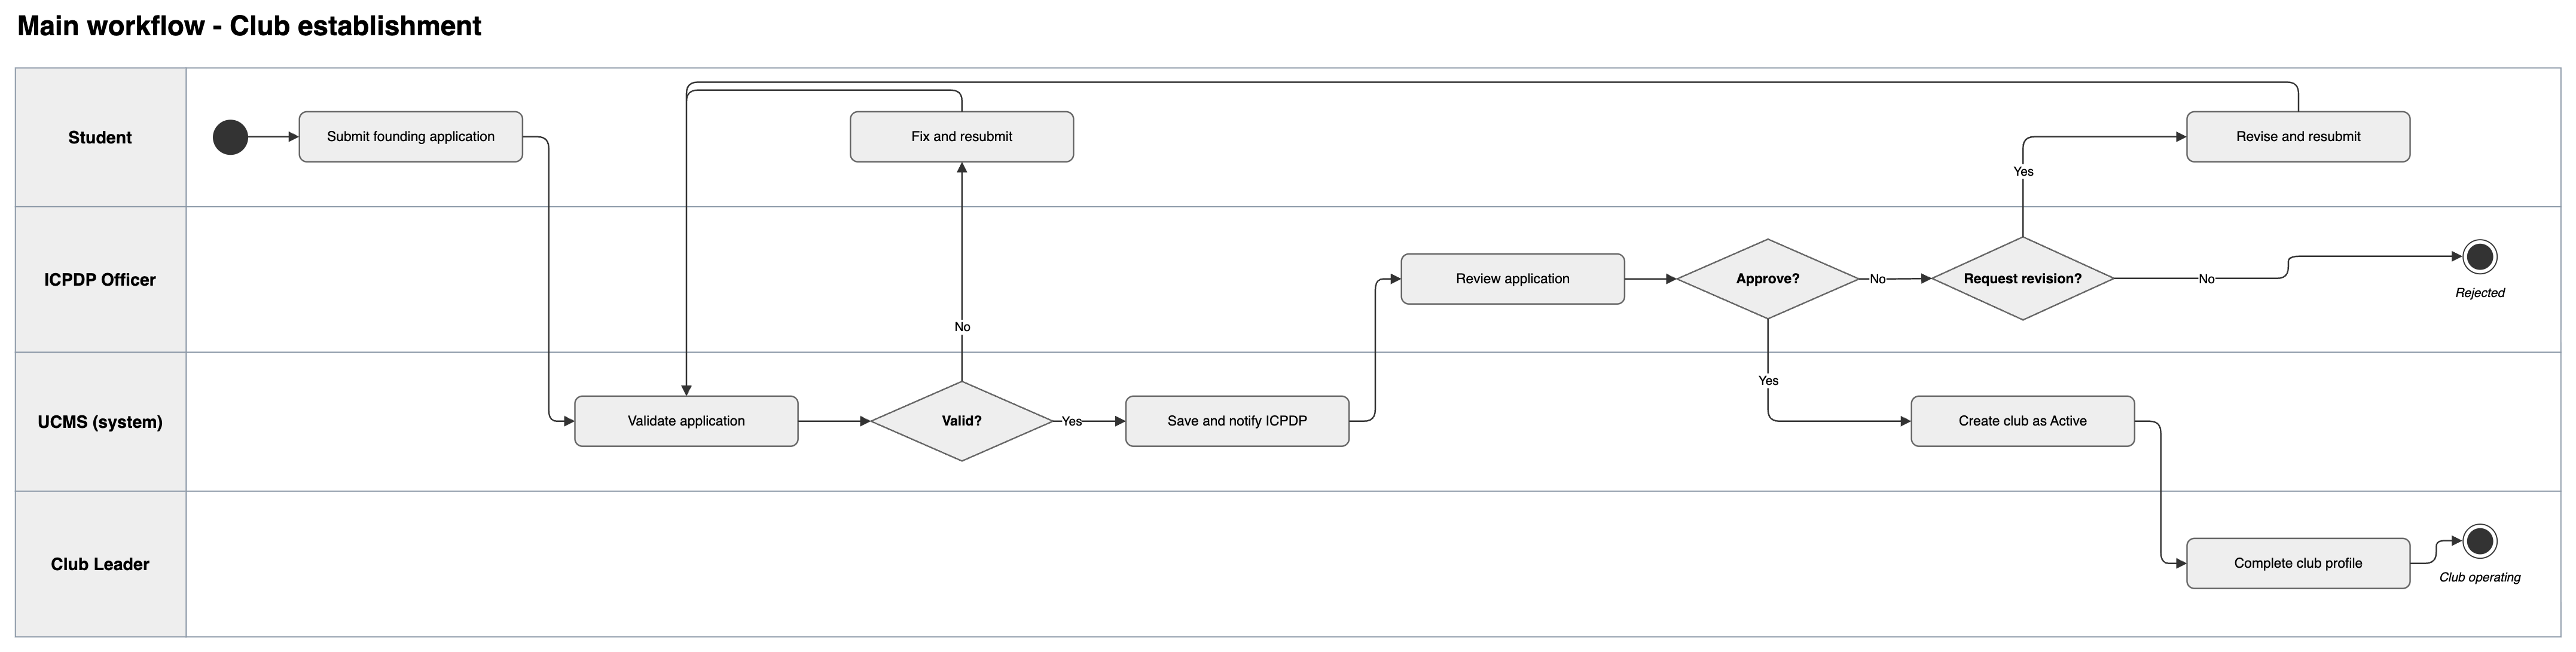 Main workflow - Club establishment
Student
Submit founding application
Fix and resubmit
Revise and resubmit
Yes
ICPDP Officer
Review application
Approve?
No
Request revision?
No
Rejected
No
UCMS (system)
Validate application
Valid?
Yes
Save and notify ICPDP
Yes
Create club as Active
Club Leader
Complete club profile
Club operating